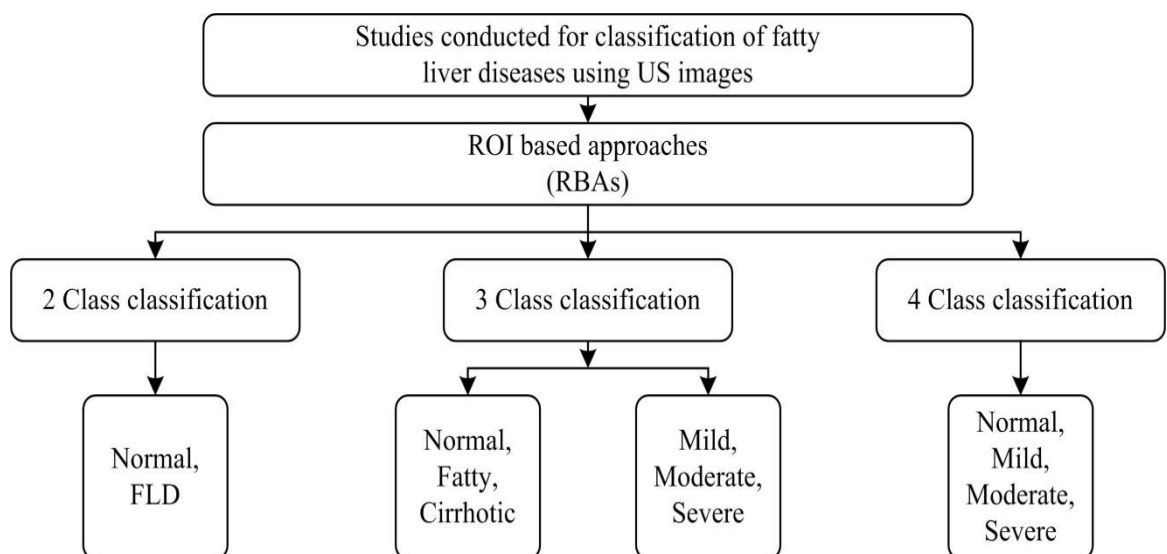 Studies conducted for classification of fatty
liver diseases using US images
ROI based approaches
(RBAs)
2 Class classification
3 Class classification
4 Class classification
Normal,
FLD
Normal,
Fatty,
Cirrhotic
Mild,
Moderate,
Severe
Normal,
Mild,
Moderate,
Severe